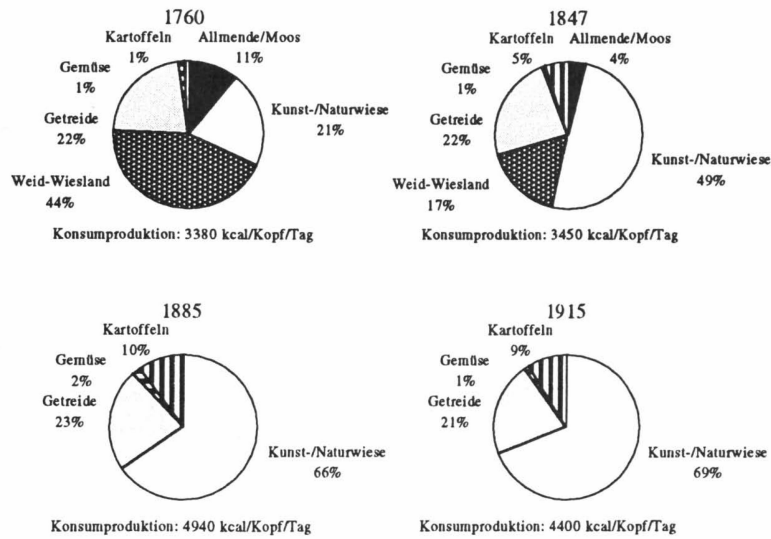 1760
Kartoffeln
1%
Allmende/Moos
11%
Gemüse
1%
Getreide
22%
Kunst-/Naturwiese
21%
Weid-Wiesland
44%
Konsumproduktion: 3380 kcal/Kopf/Tag
1847
Kartoffeln
5%
Allmende/Moos
4%
Gemüse
1%
Getreide
22%
Kunst-/Naturwiese
49%
Weid-Wiesland
17%
Konsumproduktion: 3450 kcal/Kopf/Tag
1885
Kartoffeln
10%
Gemüse
2%
Getreide
23%
Kunst-/Naturwiese
66%
Konsumproduktion: 4940 kcal/Kopf/Tag
1915
Kartoffeln
9%
Gemüse
1%
Getreide
21%
Kunst-/Naturwiese
69%
Konsumproduktion: 4400 kcal/Kopf/Tag